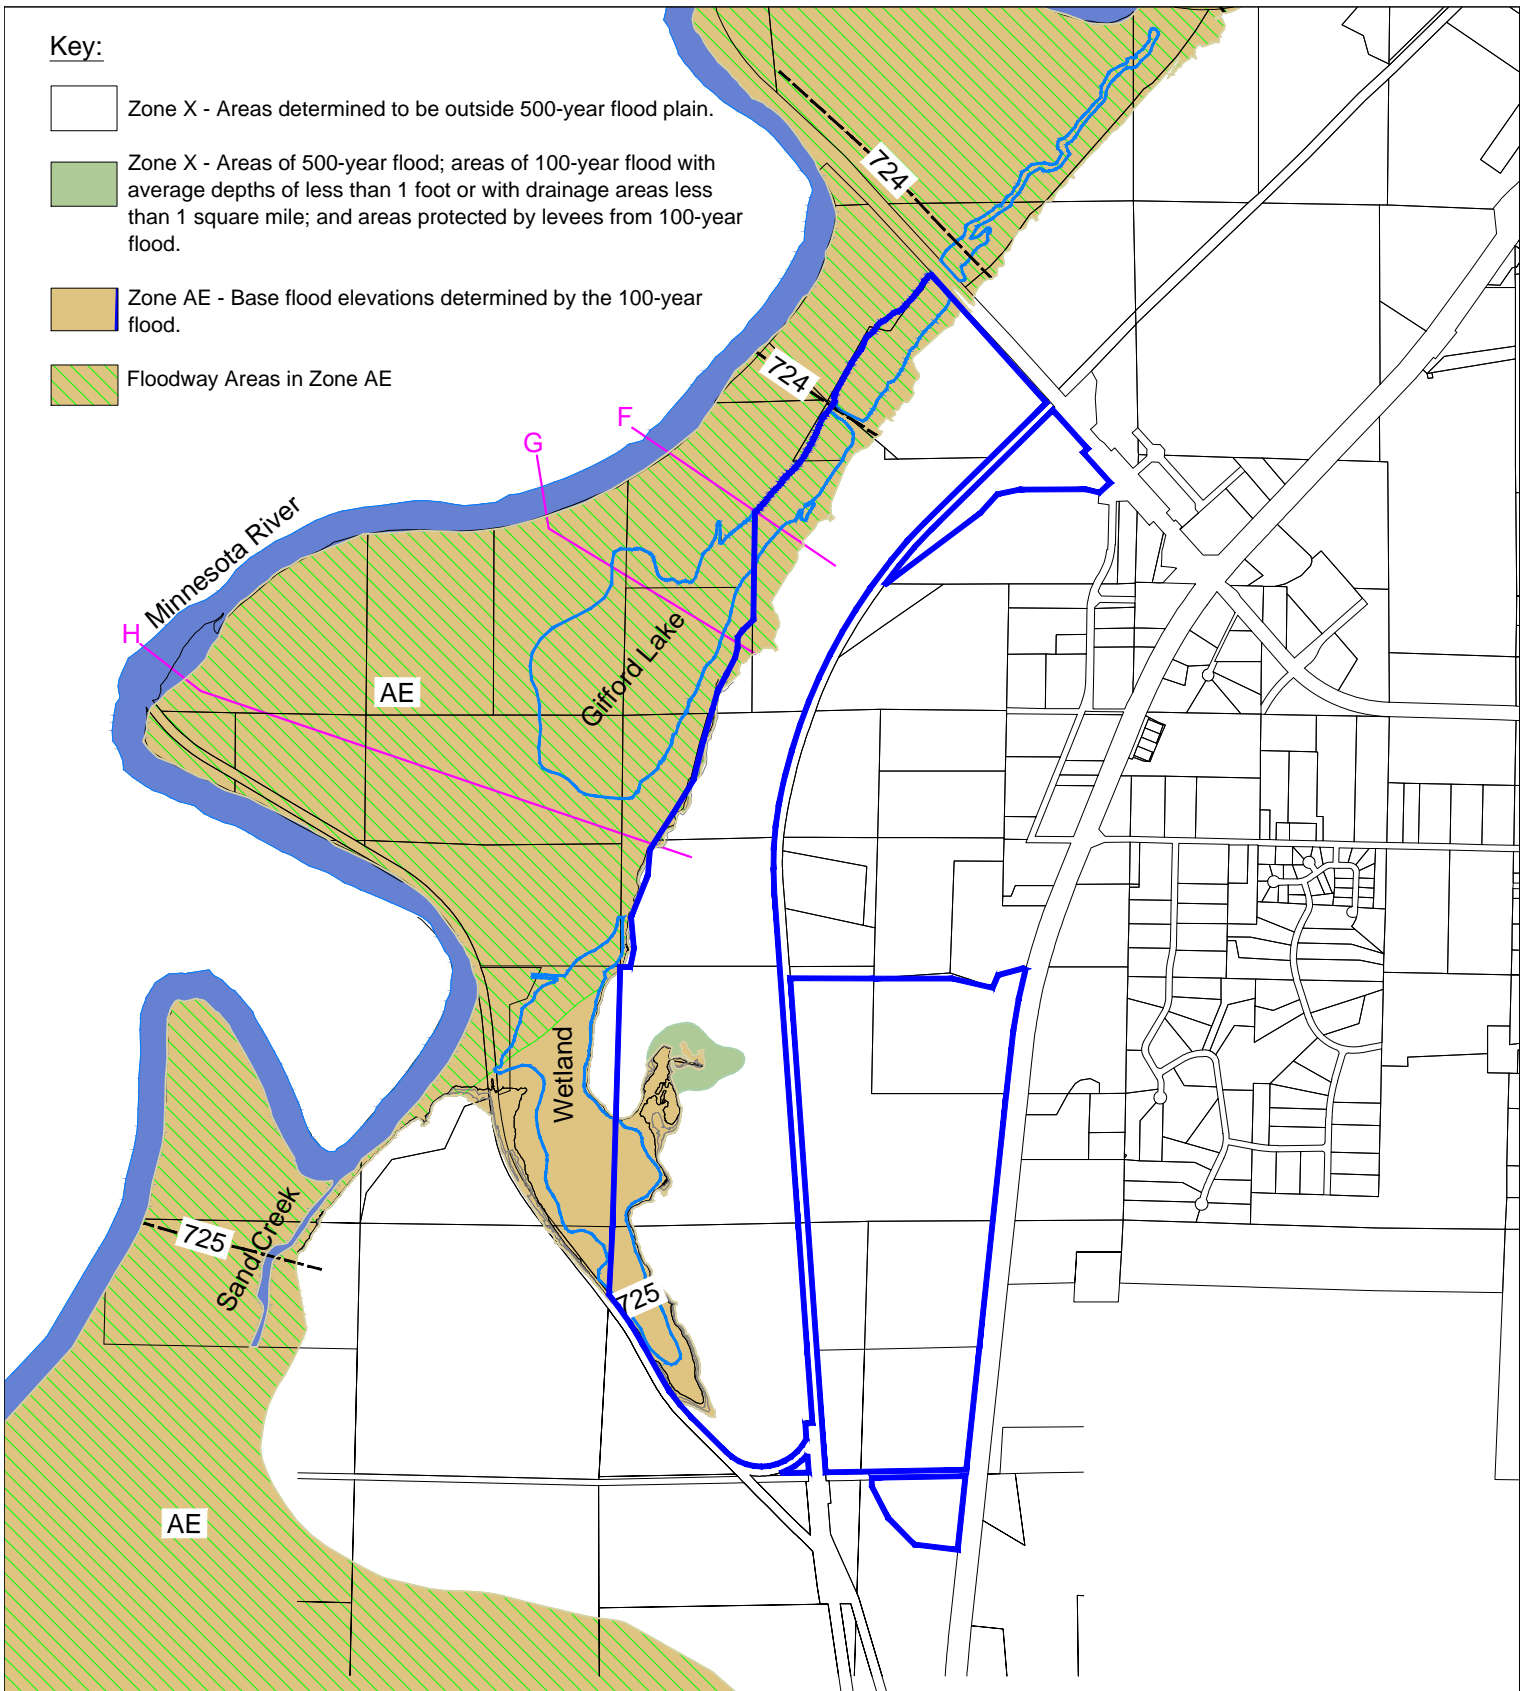 Key:
Zone X - Areas determined to be outside 500-year flood plain.
Zone X - Areas of 500-year flood; areas of 100-year flood with
average depths of less than 1 foot or with drainage areas less
than 1 square mile; and areas protected by levees from 100-year
flood.
Zone AE - Base flood elevations determined by the 100-year
flood.
Floodway Areas in Zone AE
724
724
F
G
Minnesota River
H
Gifford Lake
AE
Wetland
Sand Creek
725
725
AE